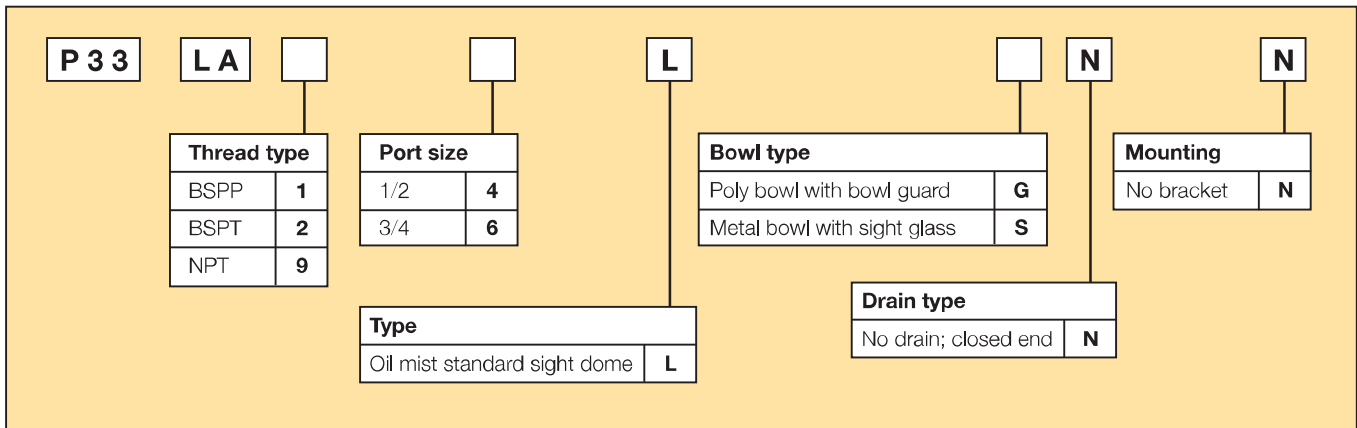 P 3 3 L A L N N
Thread type
BSPP 1
BSPT 2
NPT 9
Port size
1/2 4
3/4 6
Bowl type
Poly bowl with bowl guard G
Metal bowl with sight glass S
Mounting
No bracket N
Type
Oil mist standard sight dome L
Drain type
No drain; closed end N